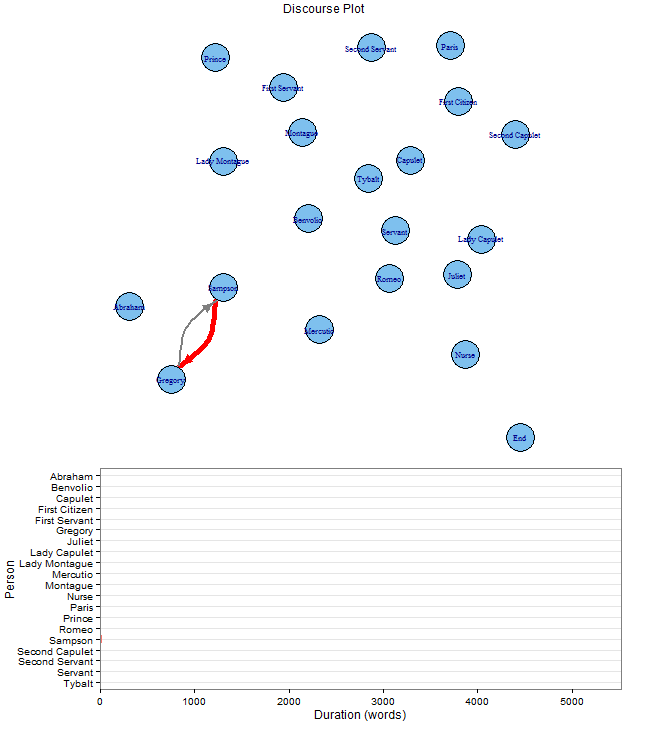 Discourse Plot
Second Servant
Paris
Prince
First Servant
First Citizen
Montague
Second Capulet
Lady Montague
Capulet
Tybalt
Benvolio
Servant
Lady Capulet
Juliet
Romeo
Sampson
Abraham
Mercutio
Nurse
Gregory
End
Abraham
Benvolio
Capulet
First Citizen
First Servant
Gregory
Juliet
Lady Capulet
Lady Montague
Mercutio
Montague
Nurse
Paris
Prince
Romeo
Sampson
Second Capulet
Second Servant
Servant
Tybalt
Person
0 1000 2000 3000 4000 5000
Duration (words)